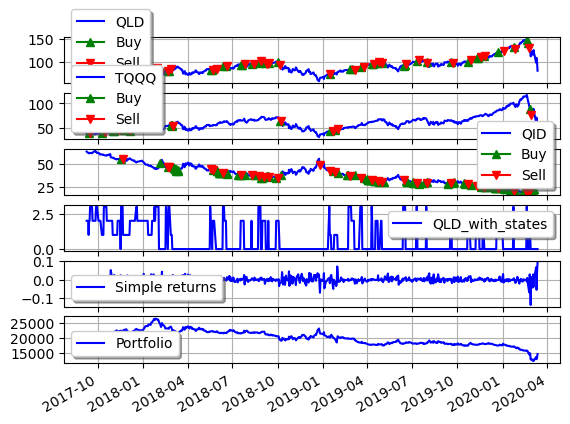 QLD
Buy
Sell
150
100
TQQQ
Buy
Sell
100
50
QID
Buy
Sell
50
25
QLD_with_states
2.5
0.0
Simple returns
0.1
0.0
−0.1
Portfolio
25000
20000
15000
2017-10
2018-01
2018-04
2018-07
2018-10
2019-01
2019-04
2019-07
2019-10
2020-01
2020-04